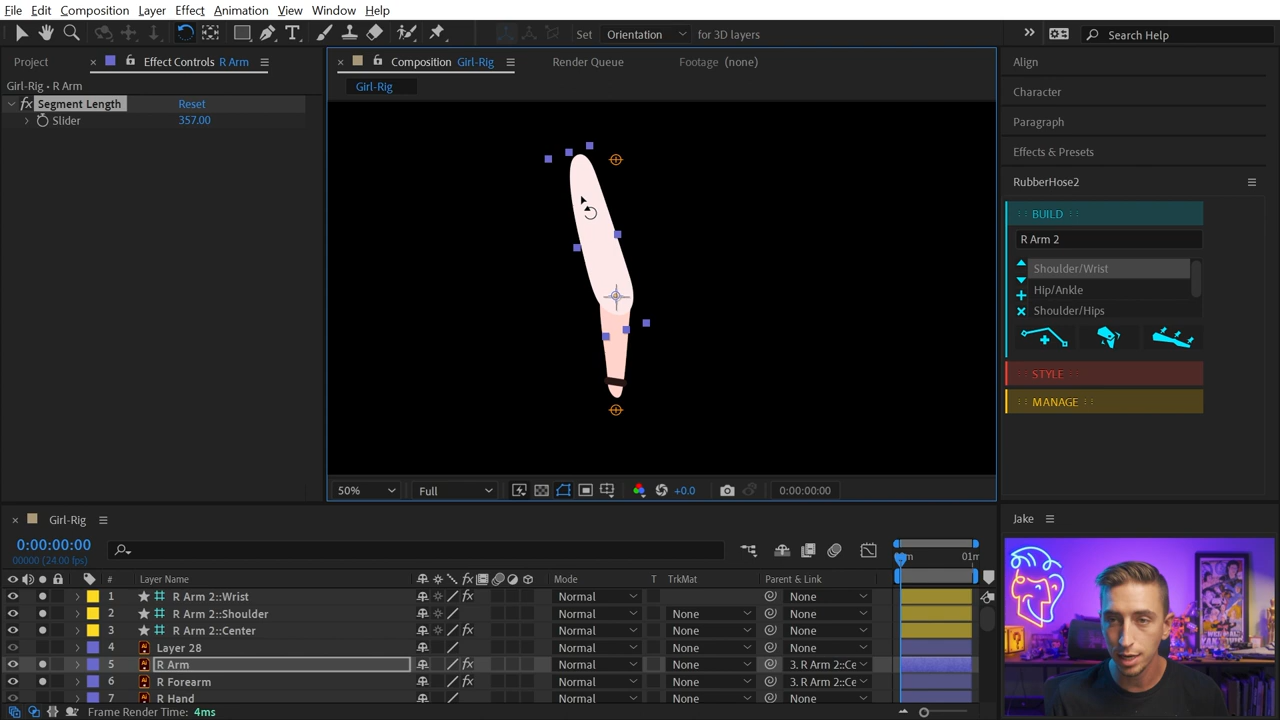 File Edit Composition Layer Effect Animation View Window Help
Set Orientation for 3D layers Search Help
Project Effect Controls R Arm
Composition Girl-Rig Render Queue Footage (none)
Align
Girl-Rig • R Arm
Girl-Rig
Character
fx Segment Length Reset
Slider 357.00
Paragraph
Effects & Presets
RubberHose2
:: BUILD ::
R Arm 2
Shoulder/Wrist
Hip/Ankle
Shoulder/Hips
:: STYLE
:: MANAGE ::
50% Full +0.0 0:00:00:00
Girl-Rig
Jake
0:00:00:00
00000 (24.00 fps)
# Layer Name fx Mode T TrkMat Parent & Link
1 R Arm 2::Wrist fx Normal None
2 R Arm 2::Shoulder Normal None None
3 R Arm 2::Center fx Normal None None
4 Layer 28 Normal None None
5 R Arm fx Normal None 3. R Arm 2::Ce
6 R Forearm fx Normal None 3. R Arm 2::Ce
7 R Hand Normal None None
Frame Render Time: 4ms